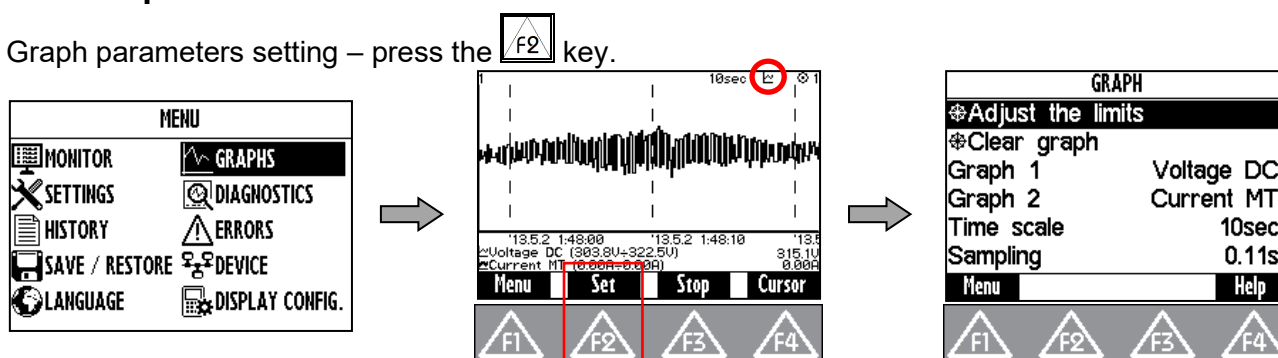 Graph parameters setting – press the F2 key.
MENU
MONITOR GRAPHS
SETTINGS DIAGNOSTICS
HISTORY ERRORS
SAVE / RESTORE DEVICE
LANGUAGE DISPLAY CONFIG.
1 10sec 1
'13.5.2 1:48:00 '13.5.2 1:48:10 '13.5
Voltage DC (303.8V÷322.5V) 315.1V
Current MT (0.00A÷0.00A) 0.00A
Menu Set Stop Cursor
F1 F2 F3 F4
GRAPH
Adjust the limits
Clear graph
Graph 1 Voltage DC
Graph 2 Current MT
Time scale 10sec
Sampling 0.11s
Menu Help
F1 F2 F3 F4